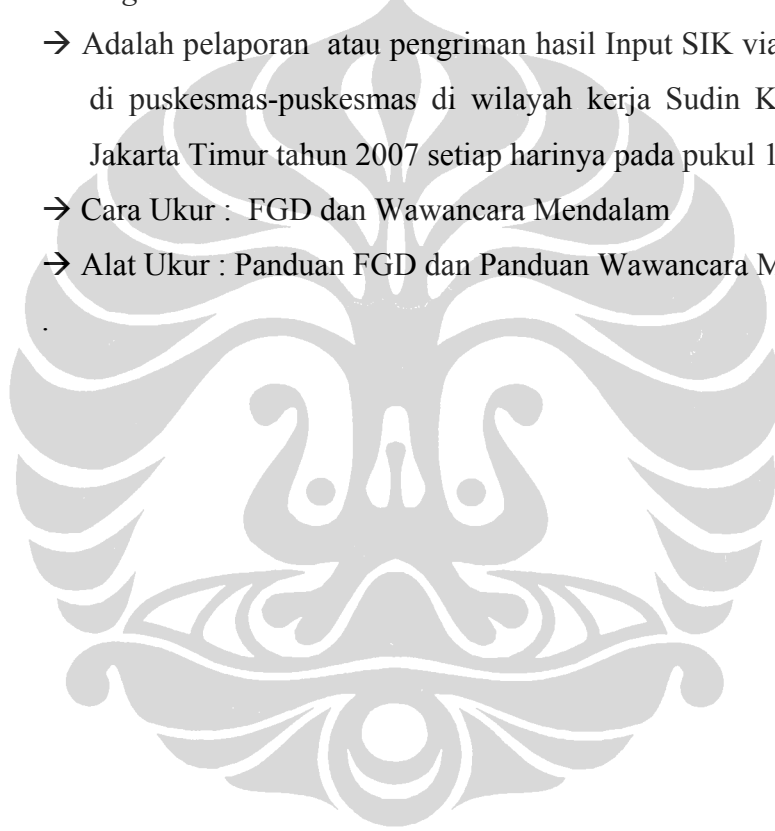 → Adalah pelaporan atau pengriman hasil Input SIK via
di puskesmas-puskesmas di wilayah kerja Sudin K
Jakarta Timur tahun 2007 setiap harinya pada pukul 1
→ Cara Ukur : FGD dan Wawancara Mendalam
→ Alat Ukur : Panduan FGD dan Panduan Wawancara M
.